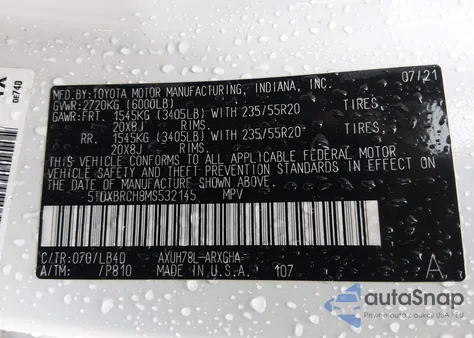 MFD.BY:TOYOTA MOTOR MANUFACTURING, INDIANA, INC. 07/21
GVWR:2720KG (6000LB)
GAWR:FRT. 1545KG (3405LB) WITH 235/55R20 TIRES,
20X8J RIMS.
RR. 1545KG (3405LB) WITH 235/55R20 TIRES,
20X8J RIMS.
THIS VEHICLE CONFORMS TO ALL APPLICABLE FEDERAL MOTOR
VEHICLE SAFETY AND THEFT PREVENTION STANDARDS IN EFFECT ON
THE DATE OF MANUFACTURE SHOWN ABOVE.
5TDXBRCH8MS532145 MPV
C/TR:070/LB40 AXUH78L-ARXGHA
A/TM: /P810 MADE IN U.S.A. 107 A
0E740
autoSnap